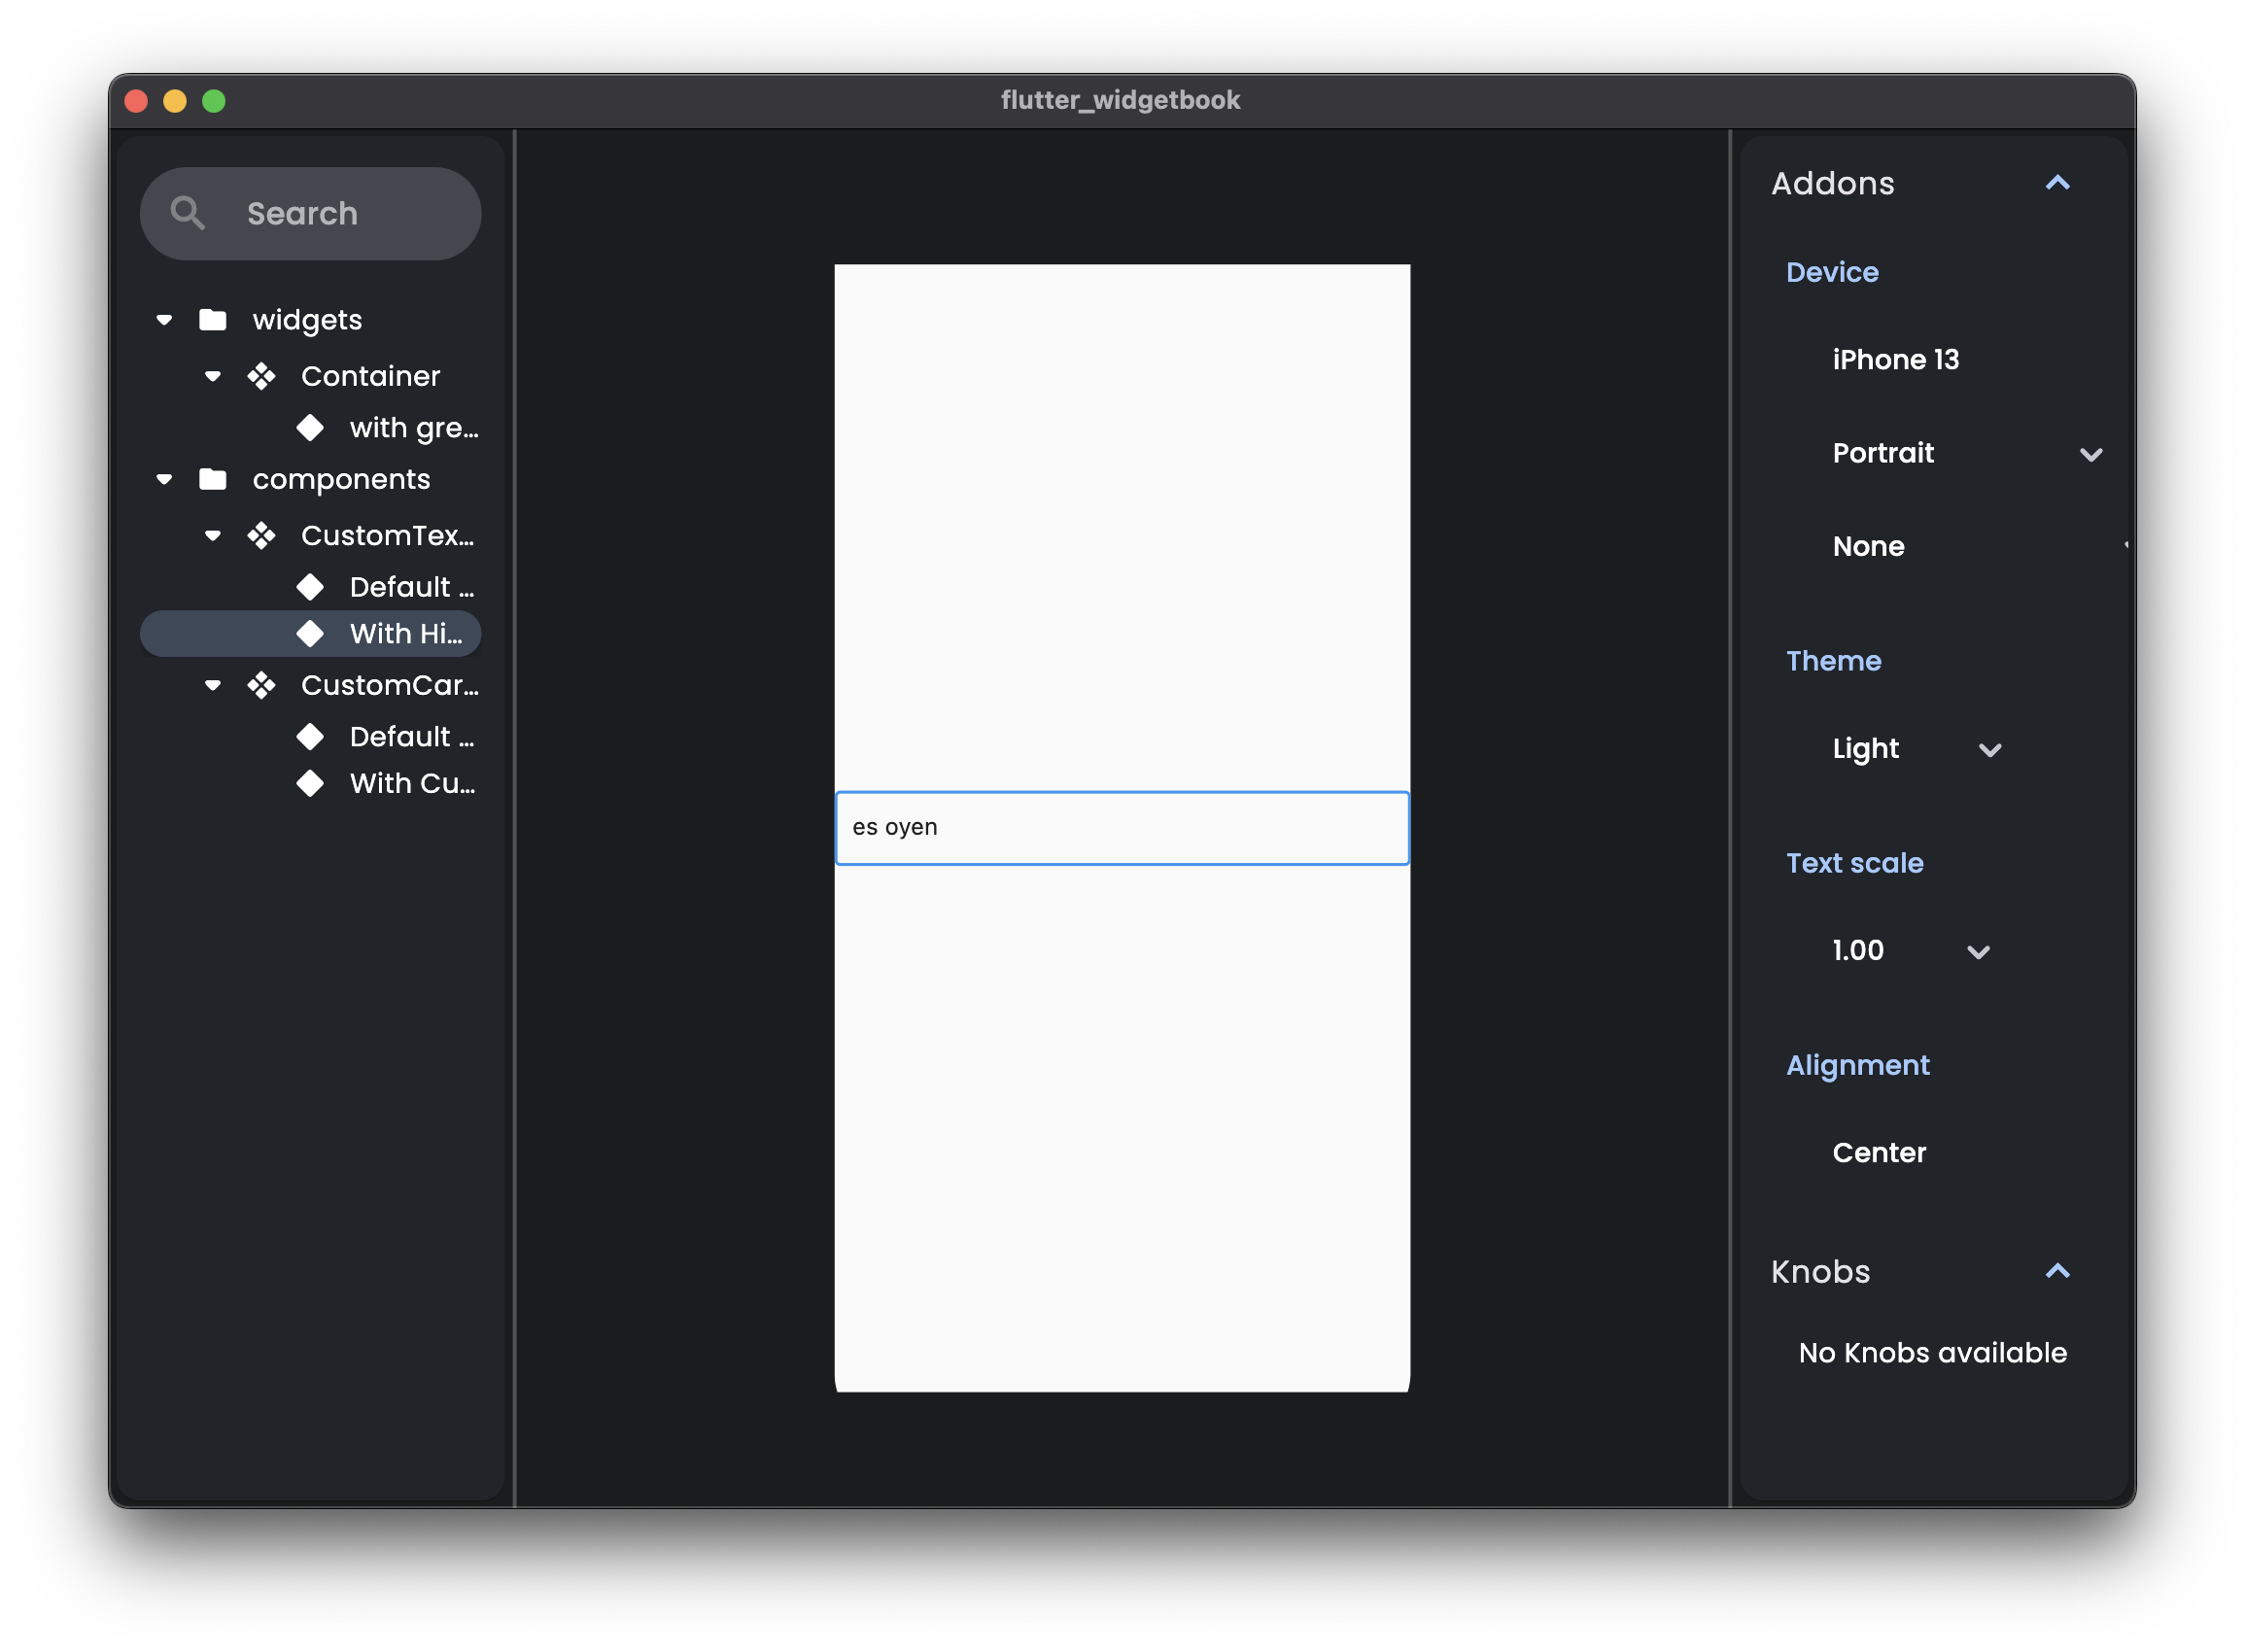 flutter_widgetbook
Search
widgets
Container
with gre...
components
CustomTex...
Default ...
With Hi...
CustomCar...
Default ...
With Cu...
es oyen
Addons
Device
iPhone 13
Portrait
None
Theme
Light
Text scale
1.00
Alignment
Center
Knobs
No Knobs available